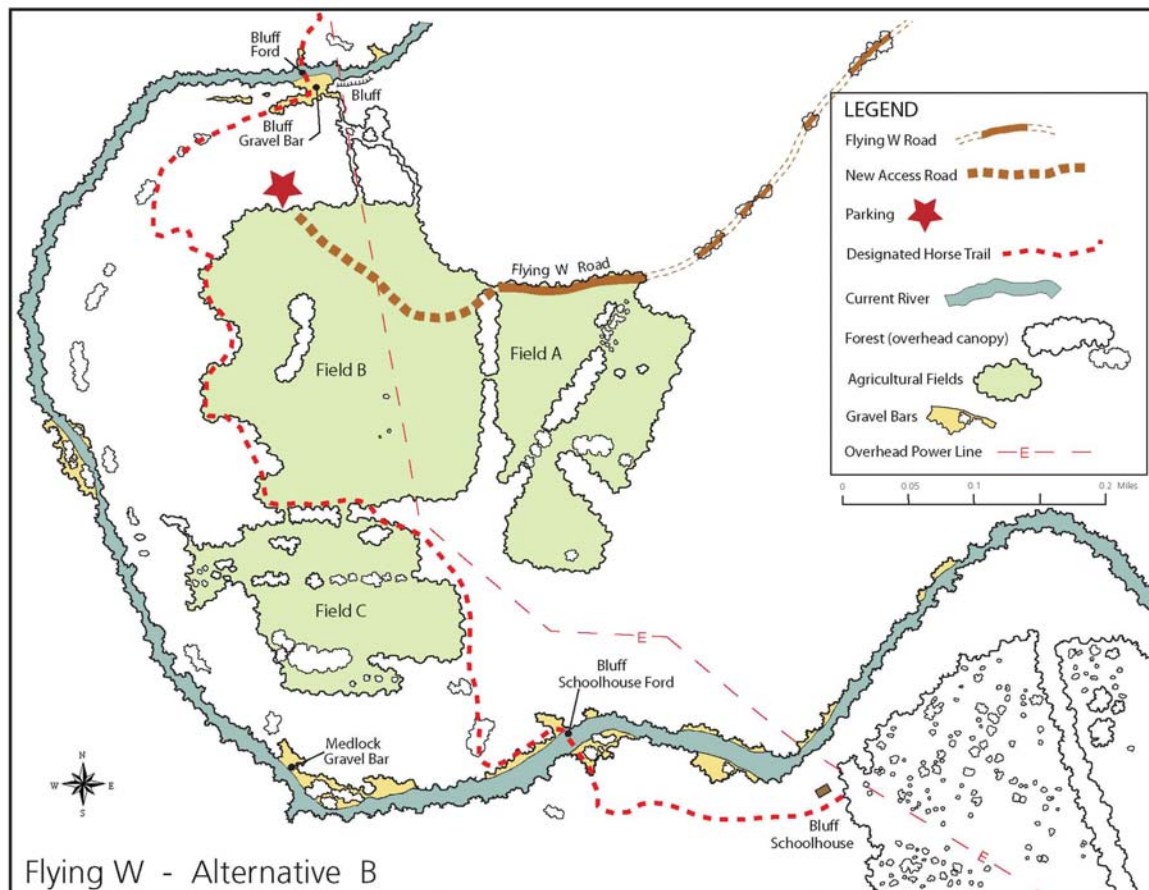 Bluff
Ford
Bluff
Bluff
Gravel Bar
Flying W Road
Field A
Field B
Field C
E
Bluff
Schoolhouse Ford
Medlock
Gravel Bar
Bluff
Schoolhouse
E
N
W E
S
LEGEND
Flying W Road
New Access Road
Parking
Designated Horse Trail
Current River
Forest (overhead canopy)
Agricultural Fields
Gravel Bars
Overhead Power Line
E
0 0.05 0.1 0.2 Miles
Flying W - Alternative B